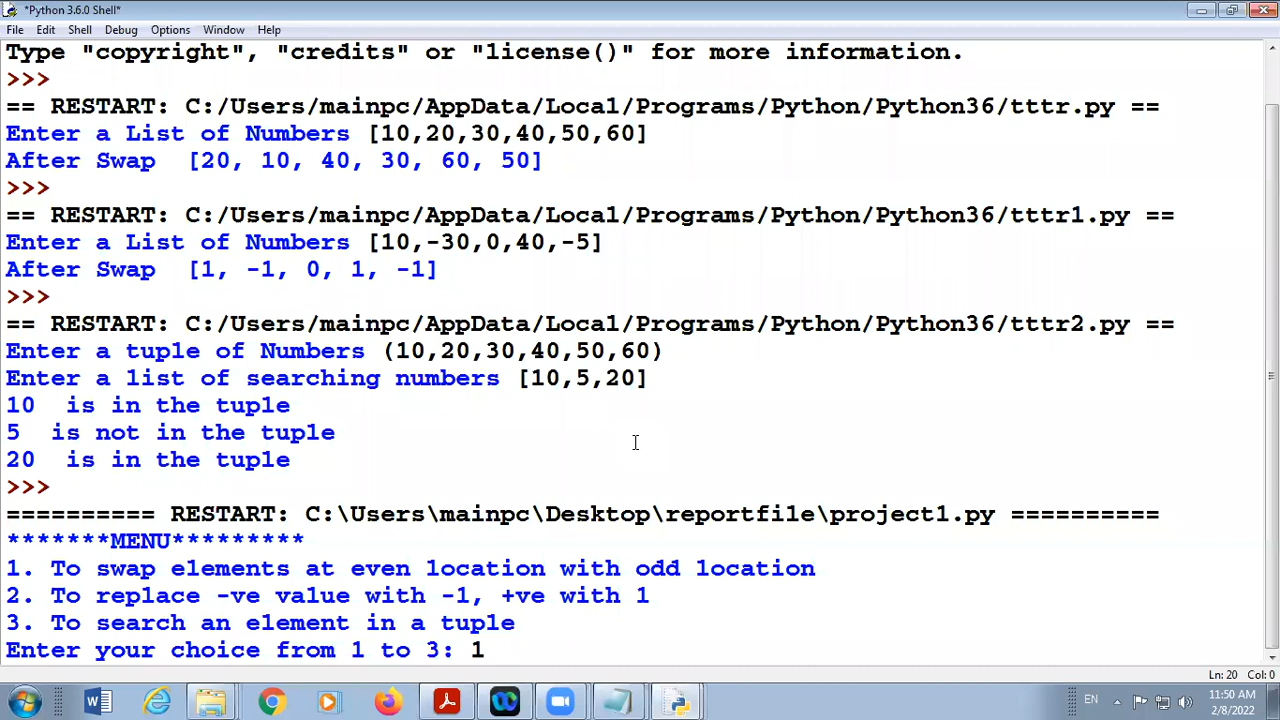 *Python 3.6.0 Shell*
File Edit Shell Debug Options Window Help
Type "copyright", "credits" or "license()" for more information.
>>>
== RESTART: C:/Users/mainpc/AppData/Local/Programs/Python/Python36/tttr.py ==
Enter a List of Numbers [10,20,30,40,50,60]
After Swap  [20, 10, 40, 30, 60, 50]
>>>
== RESTART: C:/Users/mainpc/AppData/Local/Programs/Python/Python36/tttr1.py ==
Enter a List of Numbers [10,-30,0,40,-5]
After Swap  [1, -1, 0, 1, -1]
>>>
== RESTART: C:/Users/mainpc/AppData/Local/Programs/Python/Python36/tttr2.py ==
Enter a tuple of Numbers (10,20,30,40,50,60)
Enter a list of searching numbers [10,5,20]
10  is in the tuple
5  is not in the tuple
20  is in the tuple
>>>
========== RESTART: C:\Users\mainpc\Desktop\reportfile\project1.py ==========
*******MENU*********
1. To swap elements at even location with odd location
2. To replace -ve value with -1, +ve with 1
3. To search an element in a tuple
Enter your choice from 1 to 3: 1
Ln: 20 Col: 0
EN
11:50 AM
2/8/2022